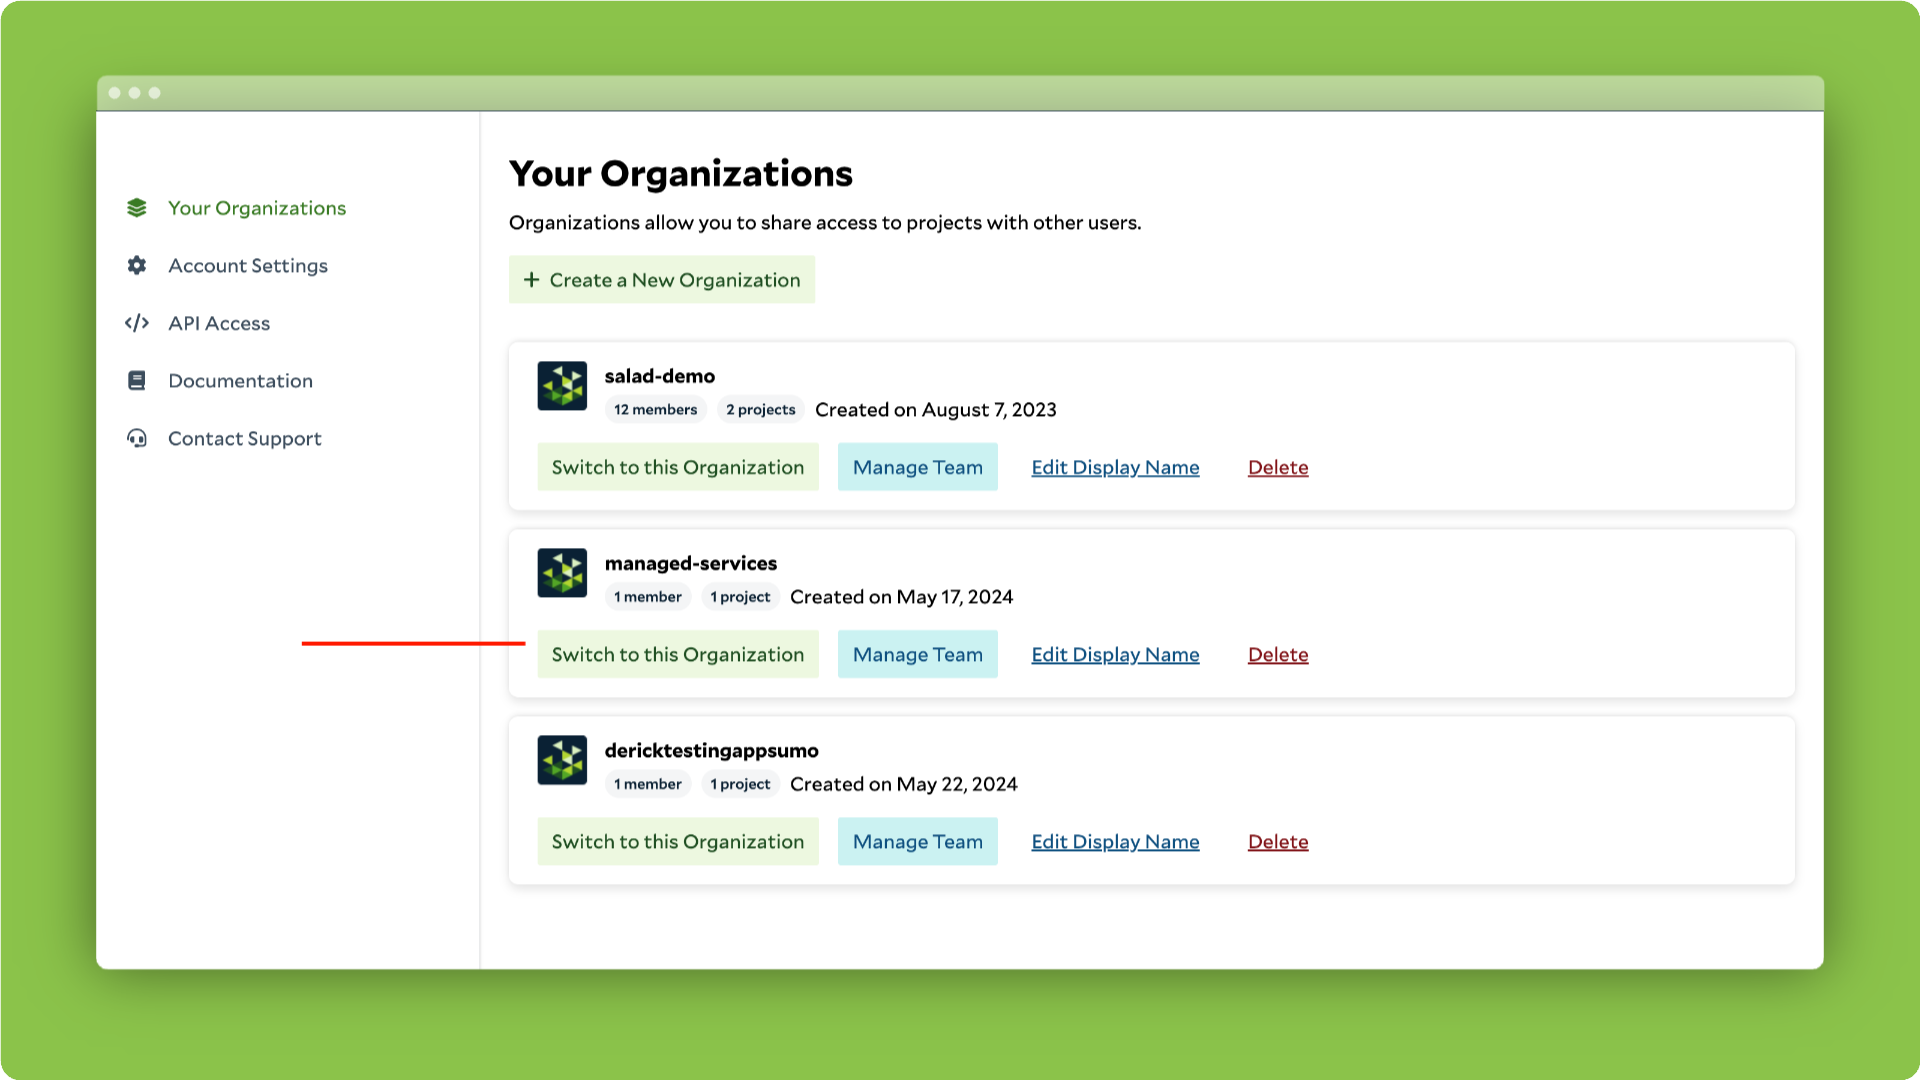 Your Organizations
Account Settings
API Access
Documentation
Contact Support
Your Organizations
Organizations allow you to share access to projects with other users.
+ Create a New Organization
salad-demo
12 members 2 projects Created on August 7, 2023
Switch to this Organization Manage Team Edit Display Name Delete
managed-services
1 member 1 project Created on May 17, 2024
Switch to this Organization Manage Team Edit Display Name Delete
dericktestingappsumo
1 member 1 project Created on May 22, 2024
Switch to this Organization Manage Team Edit Display Name Delete